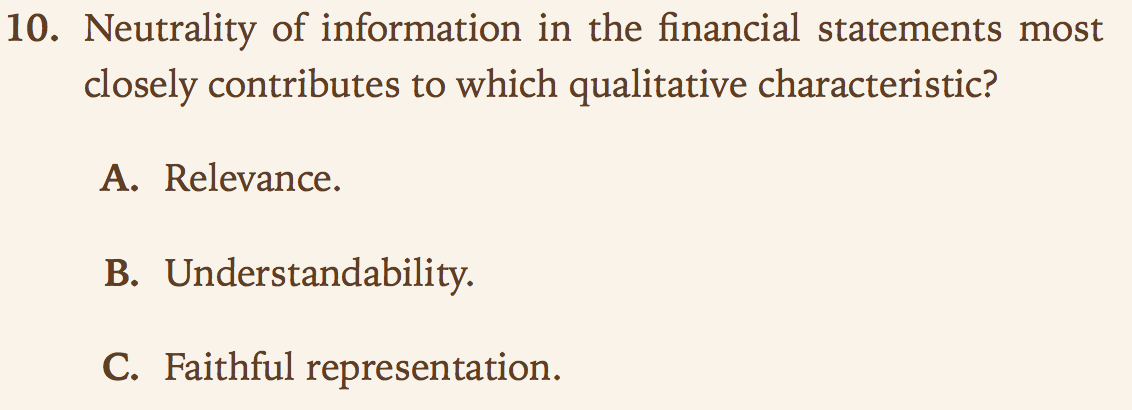 10. Neutrality of information in the financial statements most
closely contributes to which qualitative characteristic?
A. Relevance.
B. Understandability.
C. Faithful representation.